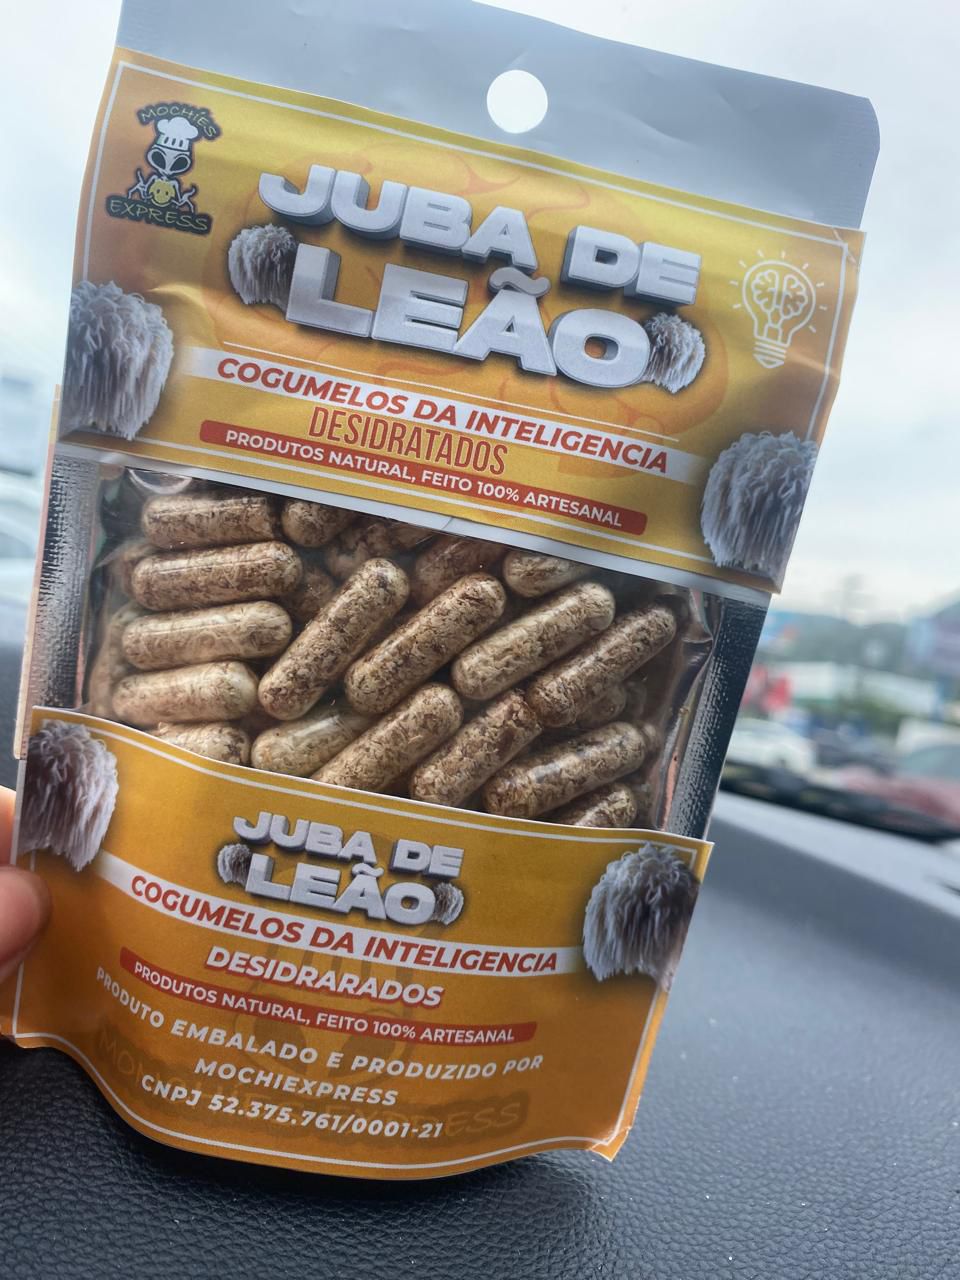 MOCHIES
EXPRESS
JUBA DE
LEÃO
COGUMELOS DA INTELIGENCIA
DESIDRATADOS
PRODUTOS NATURAL, FEITO 100% ARTESANAL
JUBA DE
LEÃO
COGUMELOS DA INTELIGENCIA
DESIDRARADOS
PRODUTOS NATURAL, FEITO 100% ARTESANAL
PRODUTO EMBALADO E PRODUZIDO POR
MOCHIEXPRESS
CNPJ 52.375.761/0001-21